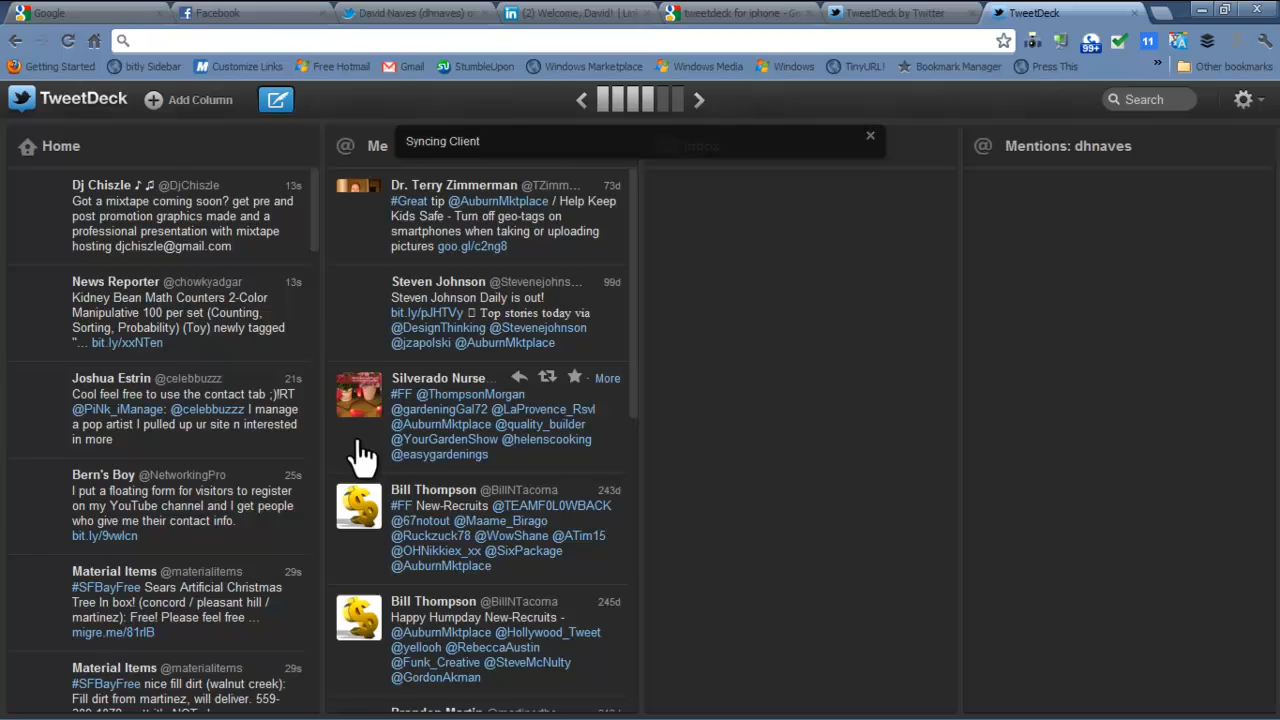 Google
Facebook
David Naves (dhnaves) o
(2) Welcome, David! | Lin
tweetdeck for iphone - Go
TweetDeck by Twitter
TweetDeck
99+
11
Getting Started
bitly Sidebar
Customize Links
Free Hotmail
Gmail
StumbleUpon
Windows Marketplace
Windows Media
Windows
TinyURL!
Bookmark Manager
Press This
»
Other bookmarks
TweetDeck
Add Column
Search
Home
Dj Chiszle ♪ ♫ @DjChiszle 13s
Got a mixtape coming soon? get pre and
post promotion graphics made and a
professional presentation with mixtape
hosting djchiszle@gmail.com
News Reporter @chowkyadgar 13s
Kidney Bean Math Counters 2-Color
Manipulative 100 per set (Counting,
Sorting, Probability) (Toy) newly tagged
"... bit.ly/xxNTen
Joshua Estrin @celebbuzzz 21s
Cool feel free to use the contact tab ;)!RT
@PiNk_iManage: @celebbuzzz I manage
a pop artist I pulled up ur site n interested
in more
Bern's Boy @NetworkingPro 25s
I put a floating form for visitors to register
on my YouTube channel and I get people
who give me their contact info.
bit.ly/9vwlcn
Material Items @materialitems 29s
#SFBayFree Sears Artificial Christmas
Tree In box! (concord / pleasant hill /
martinez): Free! Please feel free ...
migre.me/81rlB
Material Items @materialitems 29s
#SFBayFree nice fill dirt (walnut creek):
Fill dirt from martinez, will deliver. 559-
@ Me
Syncing Client
Inbox
Dr. Terry Zimmerman @TZimm... 73d
#Great tip @AuburnMktplace / Help Keep
Kids Safe - Turn off geo-tags on
smartphones when taking or uploading
pictures goo.gl/c2ng8
Steven Johnson @Stevenejohns... 99d
Steven Johnson Daily is out!
bit.ly/pJHTVy ▯ Top stories today via
@DesignThinking @Stevenejohnson
@jzapolski @AuburnMktplace
Silverado Nurse... · More
#FF @ThompsonMorgan
@gardeningGal72 @LaProvence_Rsvl
@AuburnMktplace @quality_builder
@YourGardenShow @helenscooking
@easygardenings
Bill Thompson @BillNTacoma 243d
#FF New-Recruits @TEAMF0L0WBACK
@67notout @Maame_Birago
@Ruckzuck78 @WowShane @ATim15
@OHNikkiex_xx @SixPackage
@AuburnMktplace
Bill Thompson @BillNTacoma 245d
Happy Humpday New-Recruits -
@AuburnMktplace @Hollywood_Tweet
@yellooh @RebeccaAustin
@Funk_Creative @SteveMcNulty
@GordonAkman
@ Mentions: dhnaves